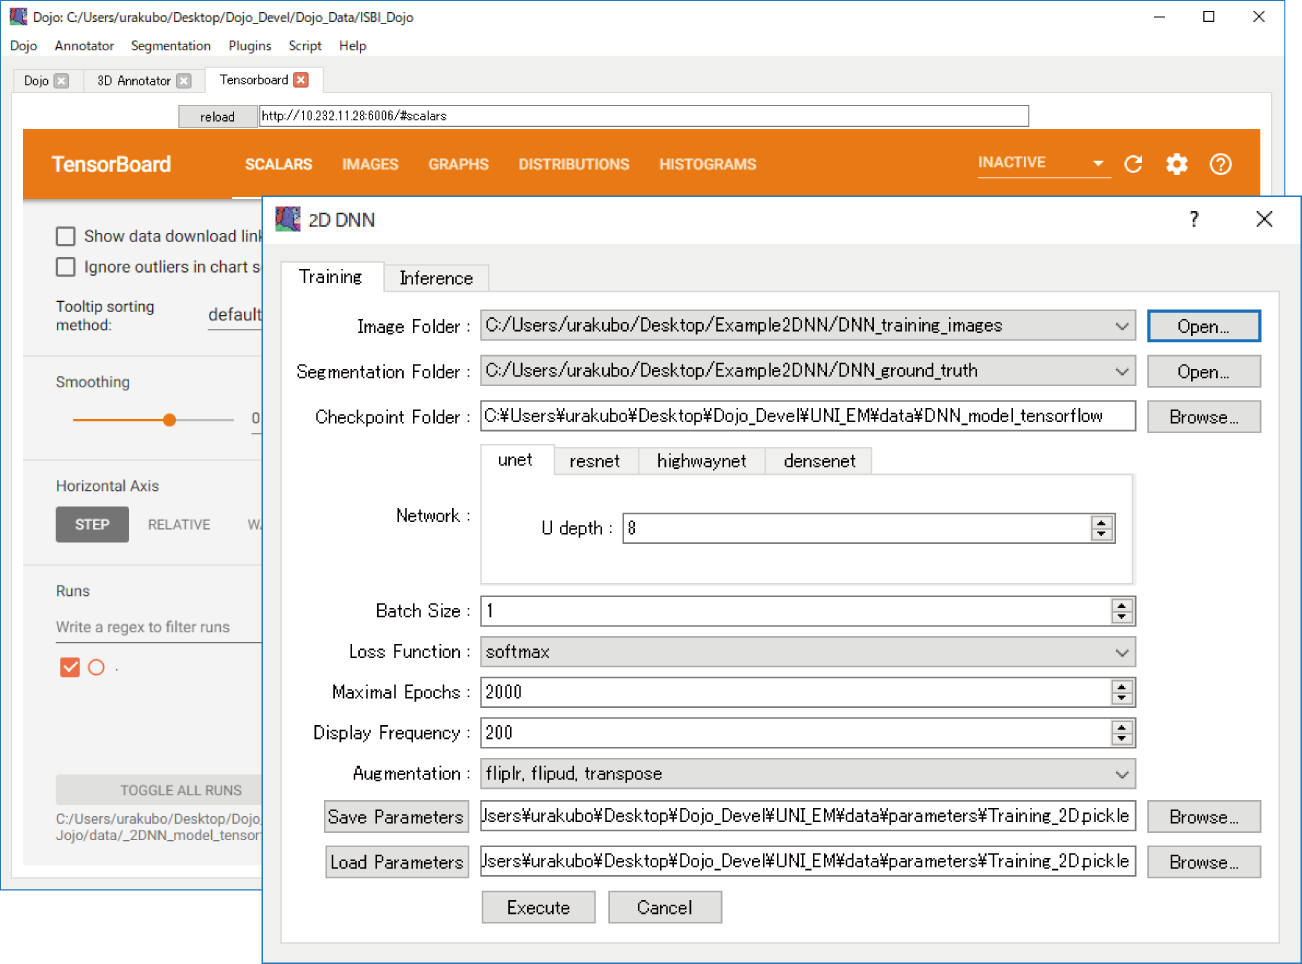 Dojo: C:/Users/urakubo/Desktop/Dojo_Devel/Dojo_Data/ISBI_Dojo
Dojo Annotator Segmentation Plugins Script Help
Dojo 3D Annotator Tensorboard
reload http://10.232.11.28:6006/#scalars
TensorBoard SCALARS IMAGES GRAPHS DISTRIBUTIONS HISTOGRAMS INACTIVE
Show data download link
Ignore outliers in chart s
Tooltip sorting
method: default
Smoothing
0.
Horizontal Axis
STEP RELATIVE WA
Runs
Write a regex to filter runs
.
TOGGLE ALL RUNS
C:/Users/urakubo/Desktop/Dojo_
Jojo/data/_2DNN_model_tensorf
2D DNN ?
Training Inference
Image Folder : C:/Users/urakubo/Desktop/Example2DNN/DNN_training_images Open...
Segmentation Folder : C:/Users/urakubo/Desktop/Example2DNN/DNN_ground_truth Open...
Checkpoint Folder : C:¥Users¥urakubo¥Desktop¥Dojo_Devel¥UNI_EM¥data¥DNN_model_tensorflow Browse...
unet resnet highwaynet densenet
Network :
U depth : 8
Batch Size : 1
Loss Function : softmax
Maximal Epochs : 2000
Display Frequency : 200
Augmentation : fliplr, flipud, transpose
Save Parameters Users¥urakubo¥Desktop¥Dojo_Devel¥UNI_EM¥data¥parameters¥Training_2D.pickle Browse...
Load Parameters Users¥urakubo¥Desktop¥Dojo_Devel¥UNI_EM¥data¥parameters¥Training_2D.pickle Browse...
Execute Cancel